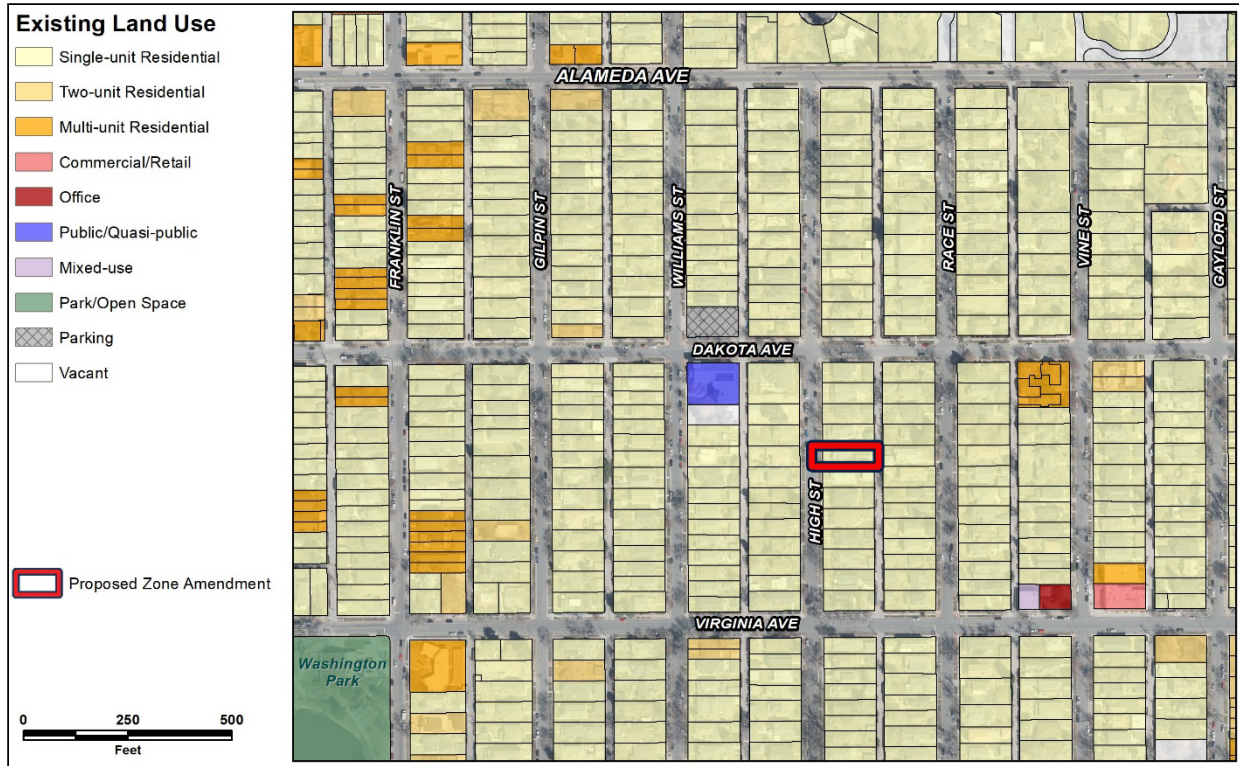 Existing Land Use
Single-unit Residential
Two-unit Residential
Multi-unit Residential
Commercial/Retail
Office
Public/Quasi-public
Mixed-use
Park/Open Space
Parking
Vacant
Proposed Zone Amendment
0 250 500
Feet
ALAMEDA AVE
FRANKLIN ST
GILPIN ST
WILLIAMS ST
RACE ST
VINE ST
GAYLORD ST
DAKOTA AVE
HIGH ST
VIRGINIA AVE
Washington
Park